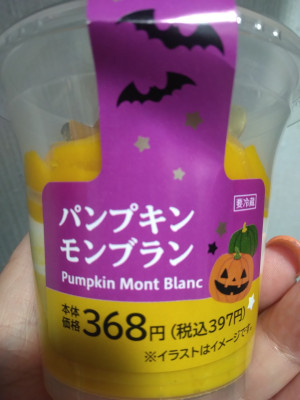 パンプキン
モンブラン
Pumpkin Mont Blanc
要冷蔵
本体
価格 368円(税込397円)
※イラストはイメージです。